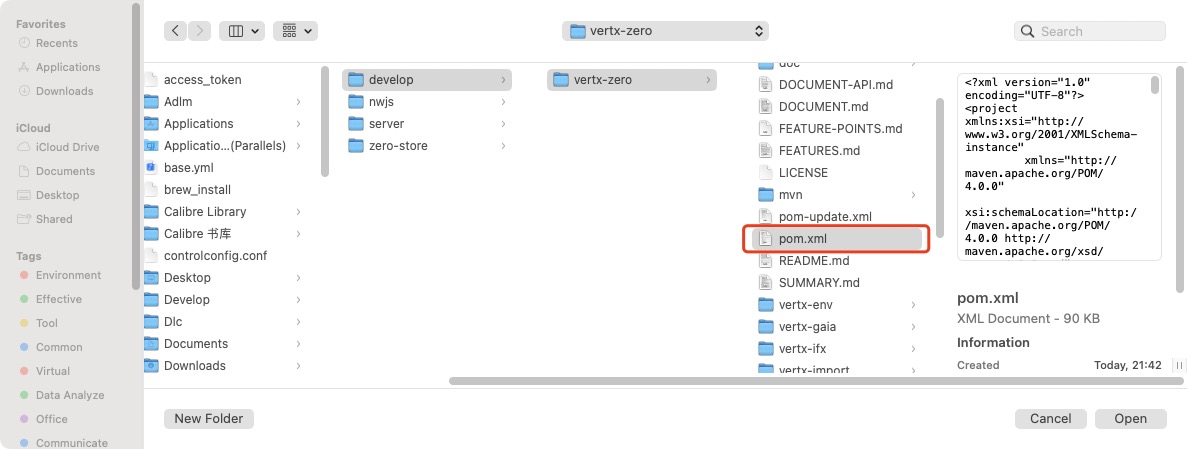 Favorites
Recents
Applications
Downloads
iCloud
iCloud Drive
Documents
Desktop
Shared
Tags
Environment
Effective
Tool
Common
Virtual
Data Analyze
Office
Communicate
vertx-zero
Search
access_token
Adlm
Applications
Applicatio...(Parallels)
base.yml
brew_install
Calibre Library
Calibre 书库
controlconfig.conf
Desktop
Develop
Dlc
Documents
Downloads
develop
nwjs
server
zero-store
vertx-zero
doc
DOCUMENT-API.md
DOCUMENT.md
FEATURE-POINTS.md
FEATURES.md
LICENSE
mvn
pom-update.xml
pom.xml
README.md
SUMMARY.md
vertx-env
vertx-gaia
vertx-ifx
vertx-import
<?xml version="1.0"
encoding="UTF-8"?>
<project
xmlns:xsi="http://
www.w3.org/2001/XMLSchema-
instance"
xmlns="http://
maven.apache.org/POM/
4.0.0"
xsi:schemaLocation="http:/
/maven.apache.org/POM/
4.0.0 http://
maven.apache.org/xsd/
pom.xml
XML Document - 90 KB
Information
Created Today, 21:42
New Folder
Cancel
Open